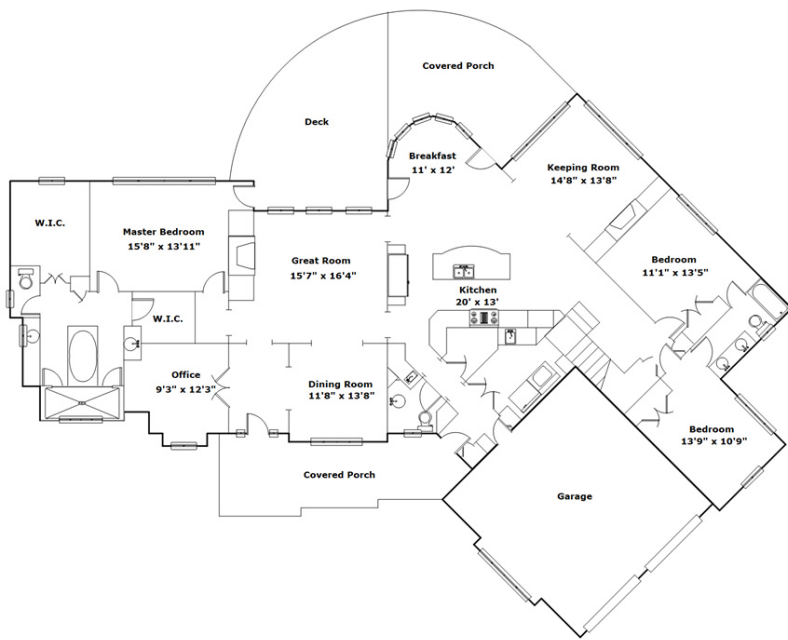 Covered Porch
Deck
Breakfast
11' x 12'
Keeping Room
14'8" x 13'8"
W.I.C.
Master Bedroom
15'8" x 13'11"
Great Room
15'7" x 16'4"
Bedroom
11'1" x 13'5"
Kitchen
20' x 13'
W.I.C.
Office
9'3" x 12'3"
Dining Room
11'8" x 13'8"
Bedroom
13'9" x 10'9"
Covered Porch
Garage